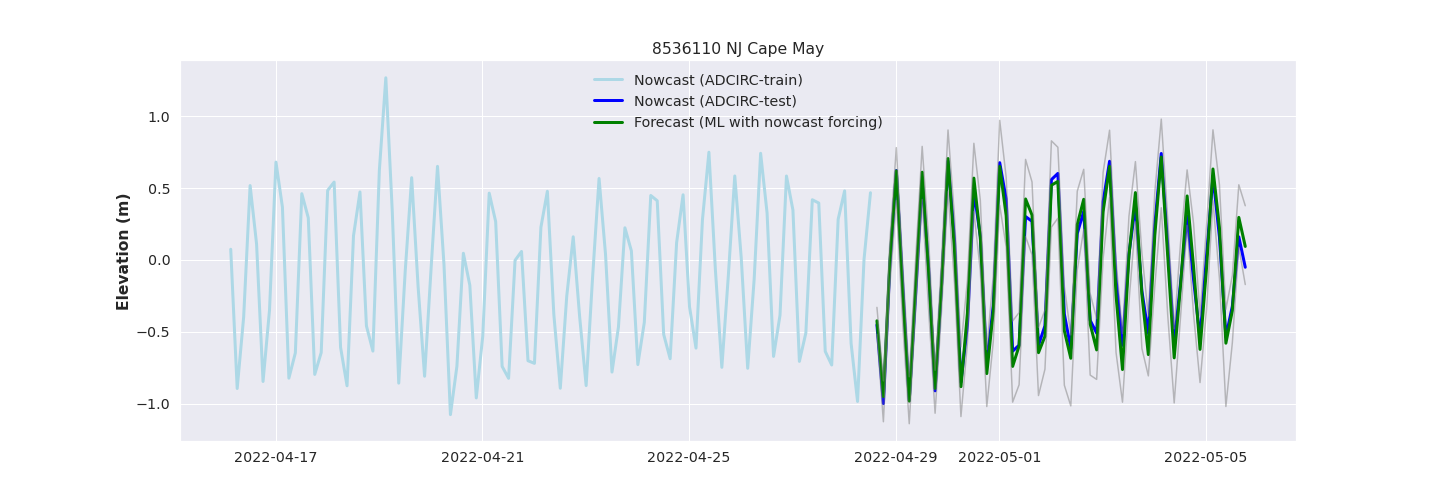 8536110 NJ Cape May
Nowcast (ADCIRC-train)
Nowcast (ADCIRC-test)
Forecast (ML with nowcast forcing)
Elevation (m)
1.0
0.5
0.0
−0.5
−1.0
2022-04-17 2022-04-21 2022-04-25 2022-04-29 2022-05-01 2022-05-05